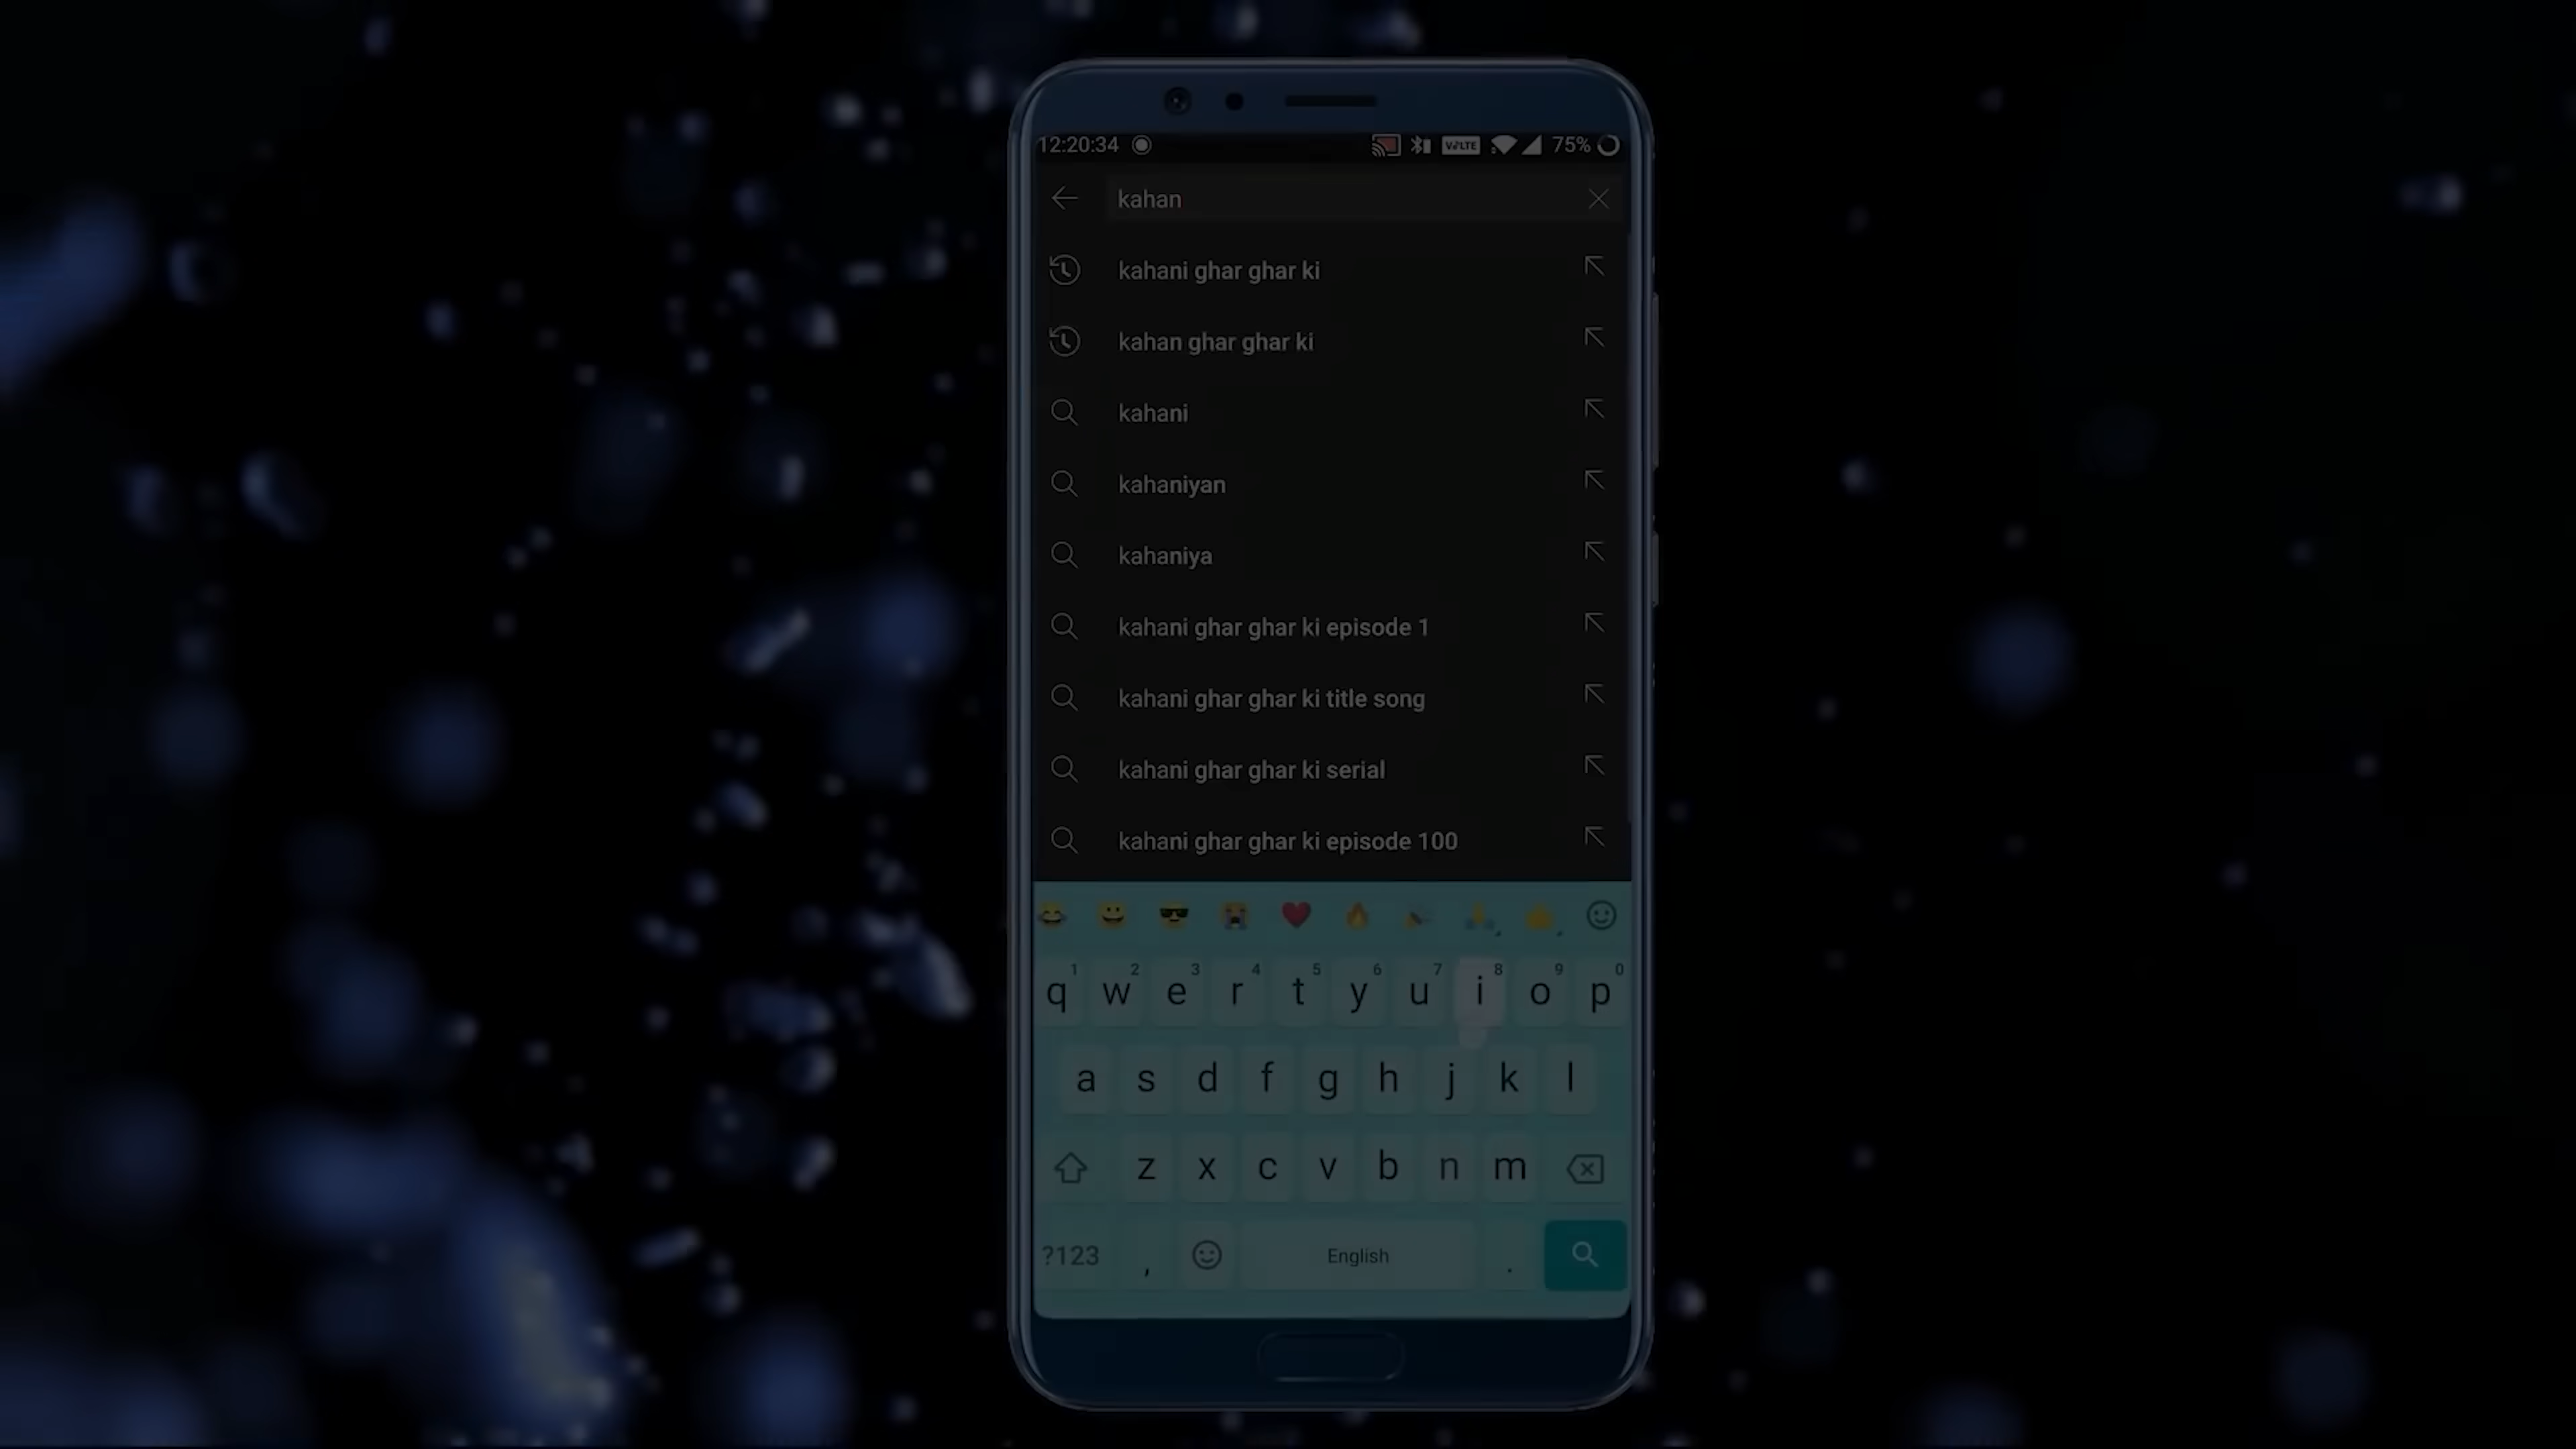 12:20:34 VoLTE 75%
kahan
kahani ghar ghar ki
kahan ghar ghar ki
kahani
kahaniyan
kahaniya
kahani ghar ghar ki episode 1
kahani ghar ghar ki title song
kahani ghar ghar ki serial
kahani ghar ghar ki episode 100
1 2 3 4 5 6 7 8 9 0
q w e r t y u i o p
a s d f g h j k l
z x c v b n m
?123 , English .